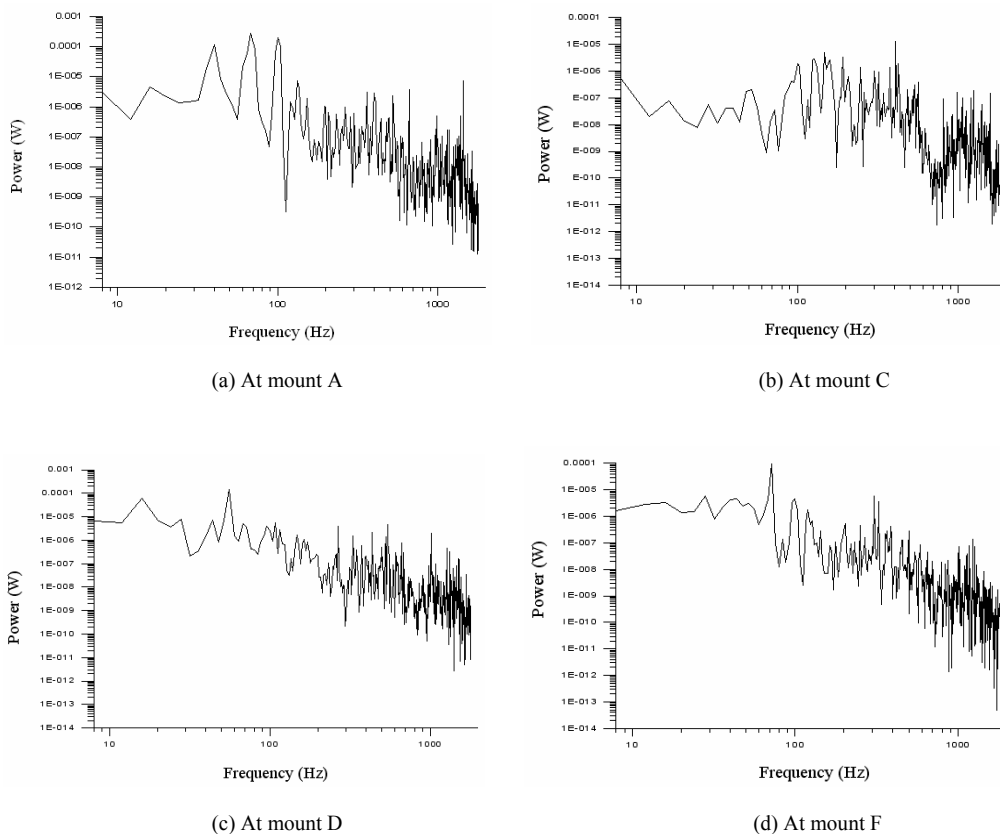 0.001
0.0001
1E-005
1E-006
1E-007
1E-008
1E-009
1E-010
1E-011
1E-012
Power (W)
10
100
1000
Frequency (Hz)
(a) At mount A
0.001
0.0001
1E-005
1E-006
E-007
E-008
1E-009
E-010
1E-011
1E-012
1E-013
1E-014
Power (W)
10
100
1000
Frequency (Hz)
(b) At mount C
0.001
0.0001
1E-005
1E-006
1E-007
1E-008
1E-009
1E-010
1E-011
1E-012
1E-013
1E-014
Power (W)
10
100
1000
Frequency (Hz)
(c) At mount D
0.0001
1E-005
1E-006
1E-007
1E-008
1E-009
1E-010
1E-011
1E-012
1E-013
1E-014
Power (W)
10
100
1000
Frequency (Hz)
(d) At mount F